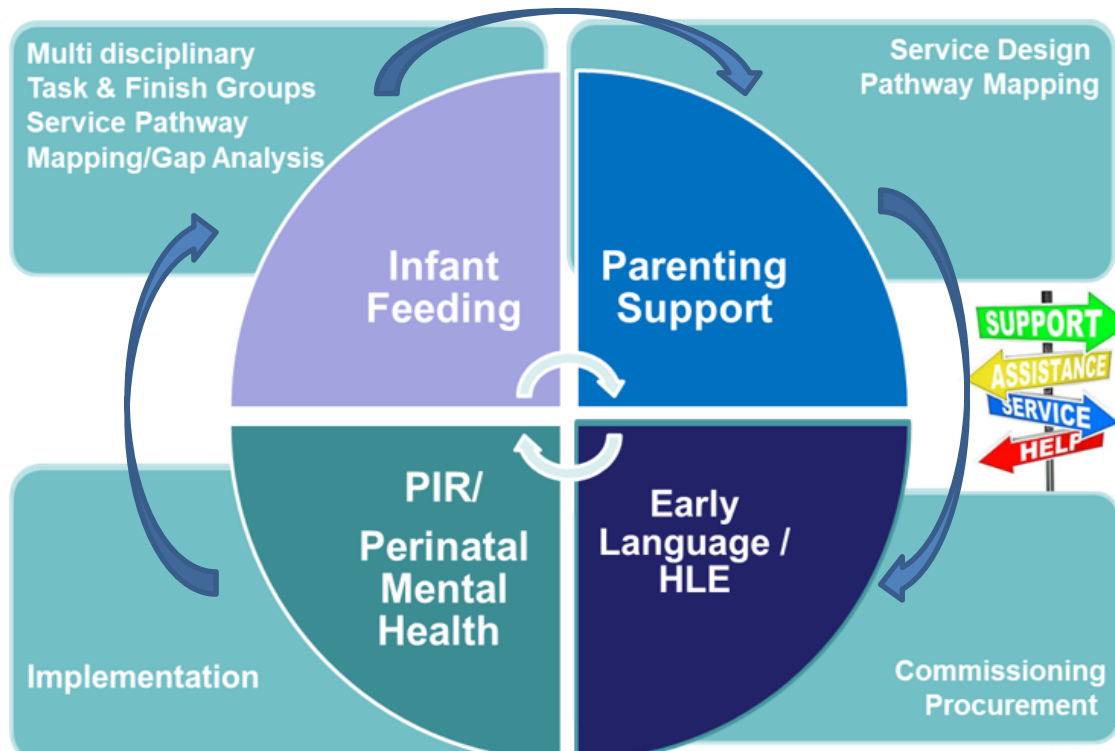 Multi disciplinary
Task & Finish Groups
Service Pathway
Mapping/Gap Analysis
Service Design
Pathway Mapping
Infant
Feeding
Parenting
Support
SUPPORT
ASSISTANCE
SERVICE
HELP
PIR/
Perinatal
Mental
Health
Early
Language /
HLE
Implementation
Commissioning
Procurement